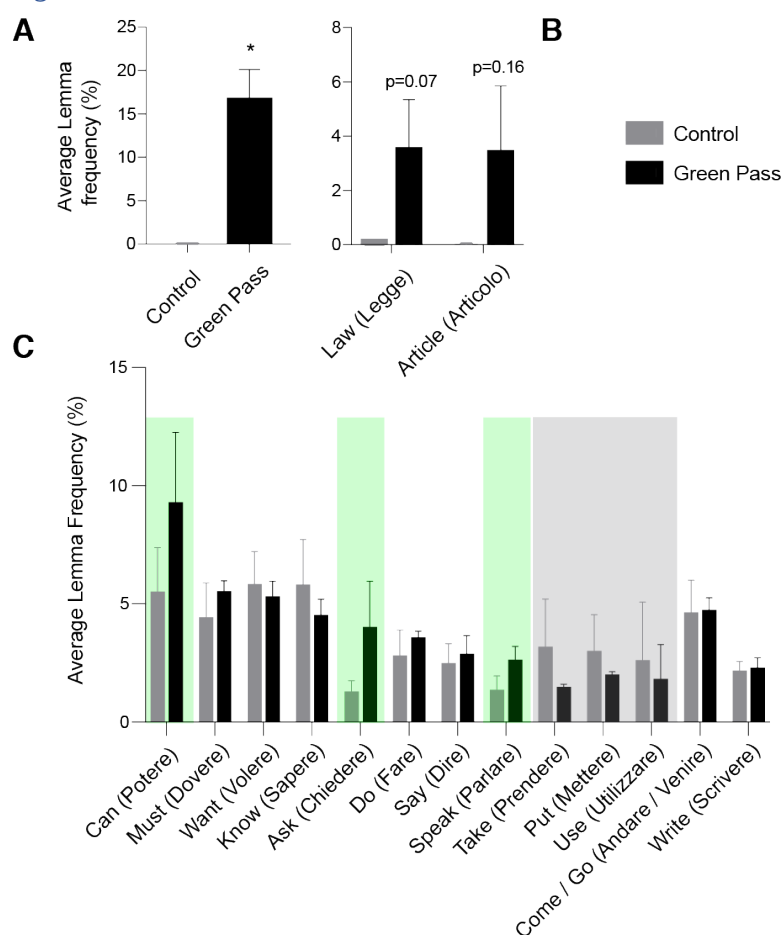 A
B
Average Lemma
frequency (%)
25
20
15
10
5
0
*
Control
Green Pass
8
6
4
2
0
p=0.07
p=0.16
Law (Legge)
Article (Articolo)
Control
Green Pass
C
Average Lemma Frequency (%)
15
10
5
0
Can (Potere)
Must (Dovere)
Want (Volere)
Know (Sapere)
Ask (Chiedere)
Do (Fare)
Say (Dire)
Speak (Parlare)
Take (Prendere)
Put (Mettere)
Use (Utilizzare)
Come / Go (Andare / Venire)
Write (Scrivere)